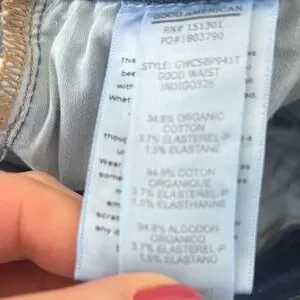 GOOD AMERICAN
RN# 151301
PO#1803790
STYLE: GWCSBP941T
GOOD WAIST
INDIGO326
94.8% ORGANIC
COTTON
3.7% ELASTEREL-P
1.5% ELASTANE
94.8% COTON
ORGANIQUE
3.7% ELASTEREL-P
1.5% ELASTHANNE
94.8% ALGODON
ORGANICO
3.7% ELASTEREL-P
1.5% ELASTANO